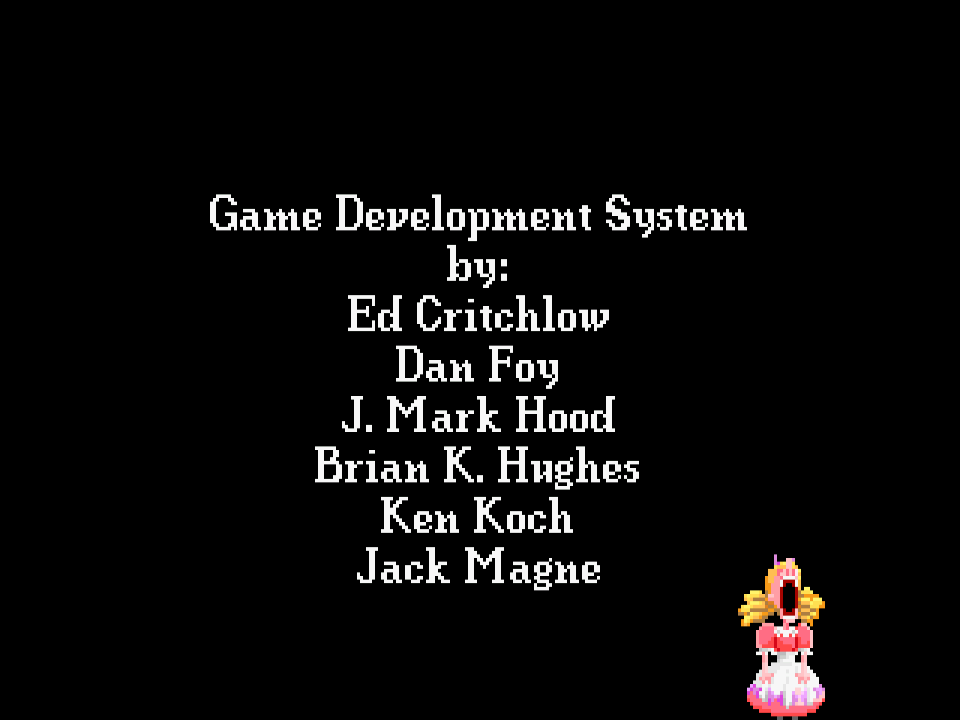 Game Development System
by:
Ed Critchlow
Dan Foy
J. Mark Hood
Brian K. Hughes
Ken Koch
Jack Magne